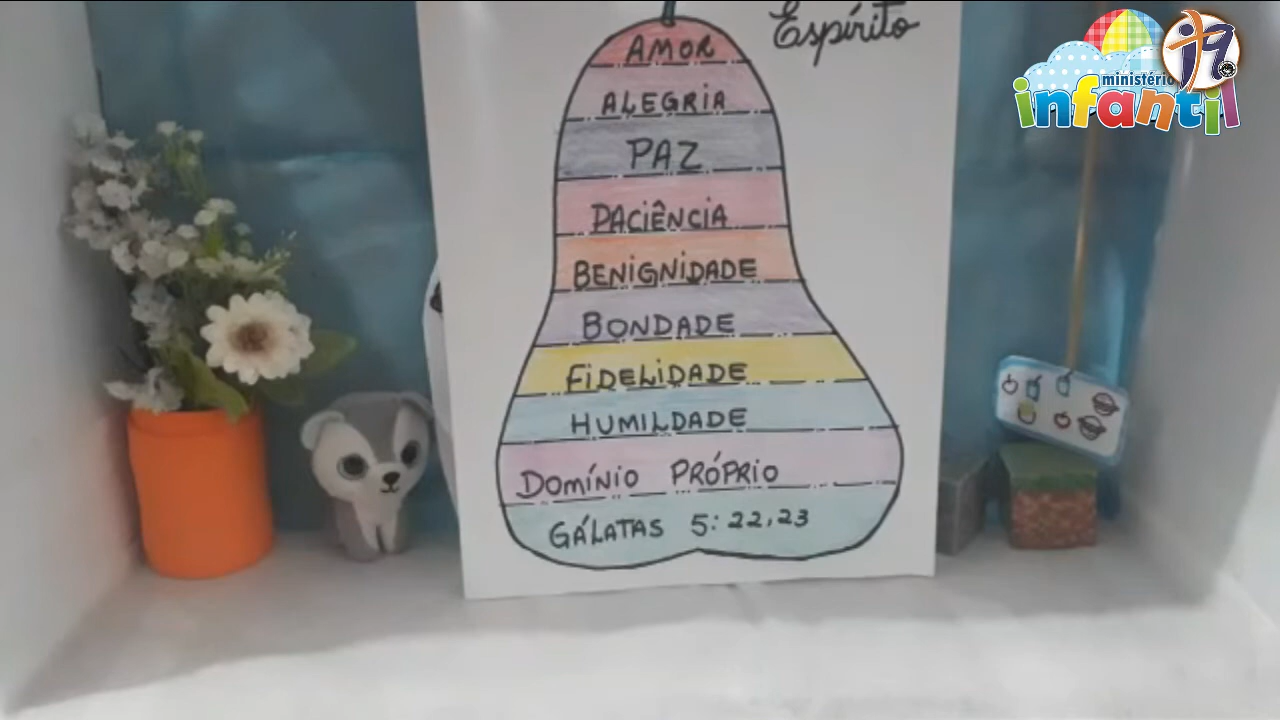 Espírito
AMOR
ALEGRIA
PAZ
PACIÊNCIA
BENIGNIDADE
BONDADE
FIDELIDADE
HUMILDADE
DOMÍNIO PRÓPRIO
GÁLATAS 5:22,23
ministério
infantil